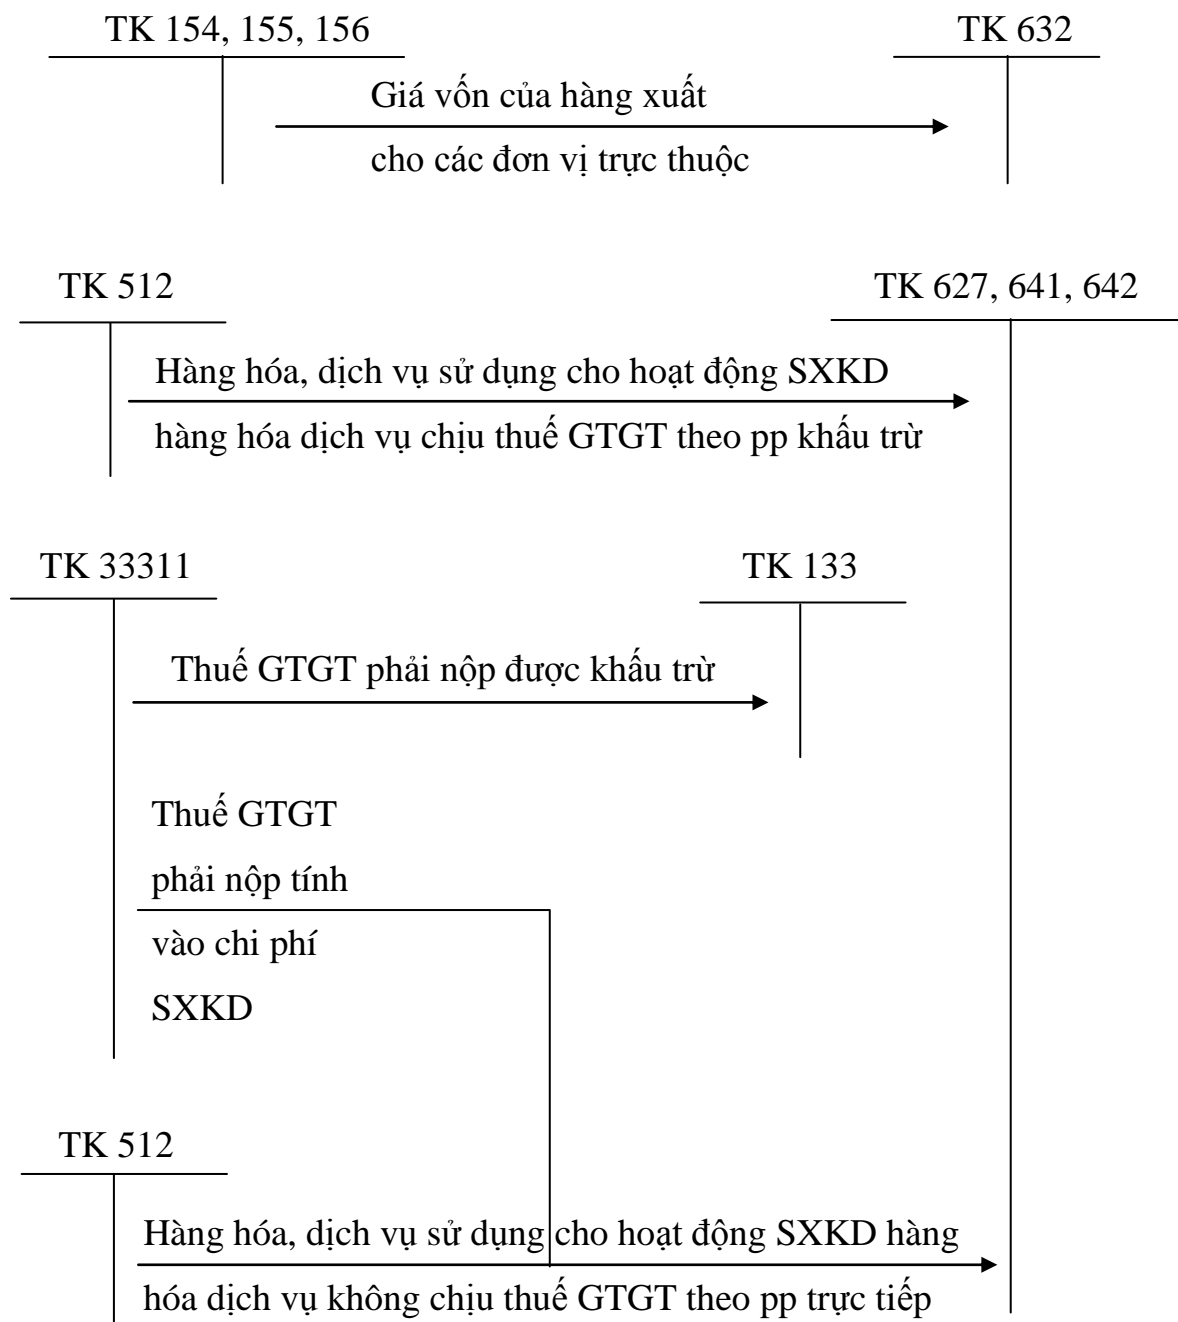 TK 154, 155, 156
TK 632
Giá vốn của hàng xuất
cho các đơn vị trực thuộc
TK 512
TK 627, 641, 642
Hàng hóa, dịch vụ sử dụng cho hoạt động SXKD
hàng hóa dịch vụ chịu thuế GTGT theo pp khấu trừ
TK 33311
TK 133
Thuế GTGT phải nộp được khấu trừ
Thuế GTGT
phải nộp tính
vào chi phí
SXKD
TK 512
Hàng hóa, dịch vụ sử dụng cho hoạt động SXKD hàng
hóa dịch vụ không chịu thuế GTGT theo pp trực tiếp